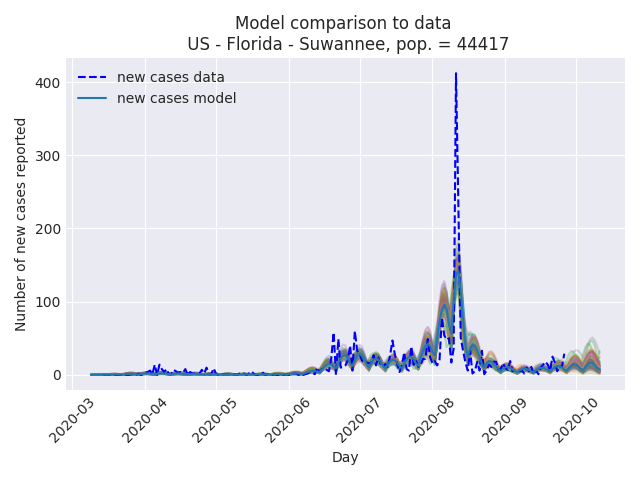 Model comparison to data
US - Florida - Suwannee, pop. = 44417
new cases data
new cases model
Number of new cases reported
400
300
200
100
0
2020-03
2020-04
2020-05
2020-06
2020-07
2020-08
2020-09
2020-10
Day